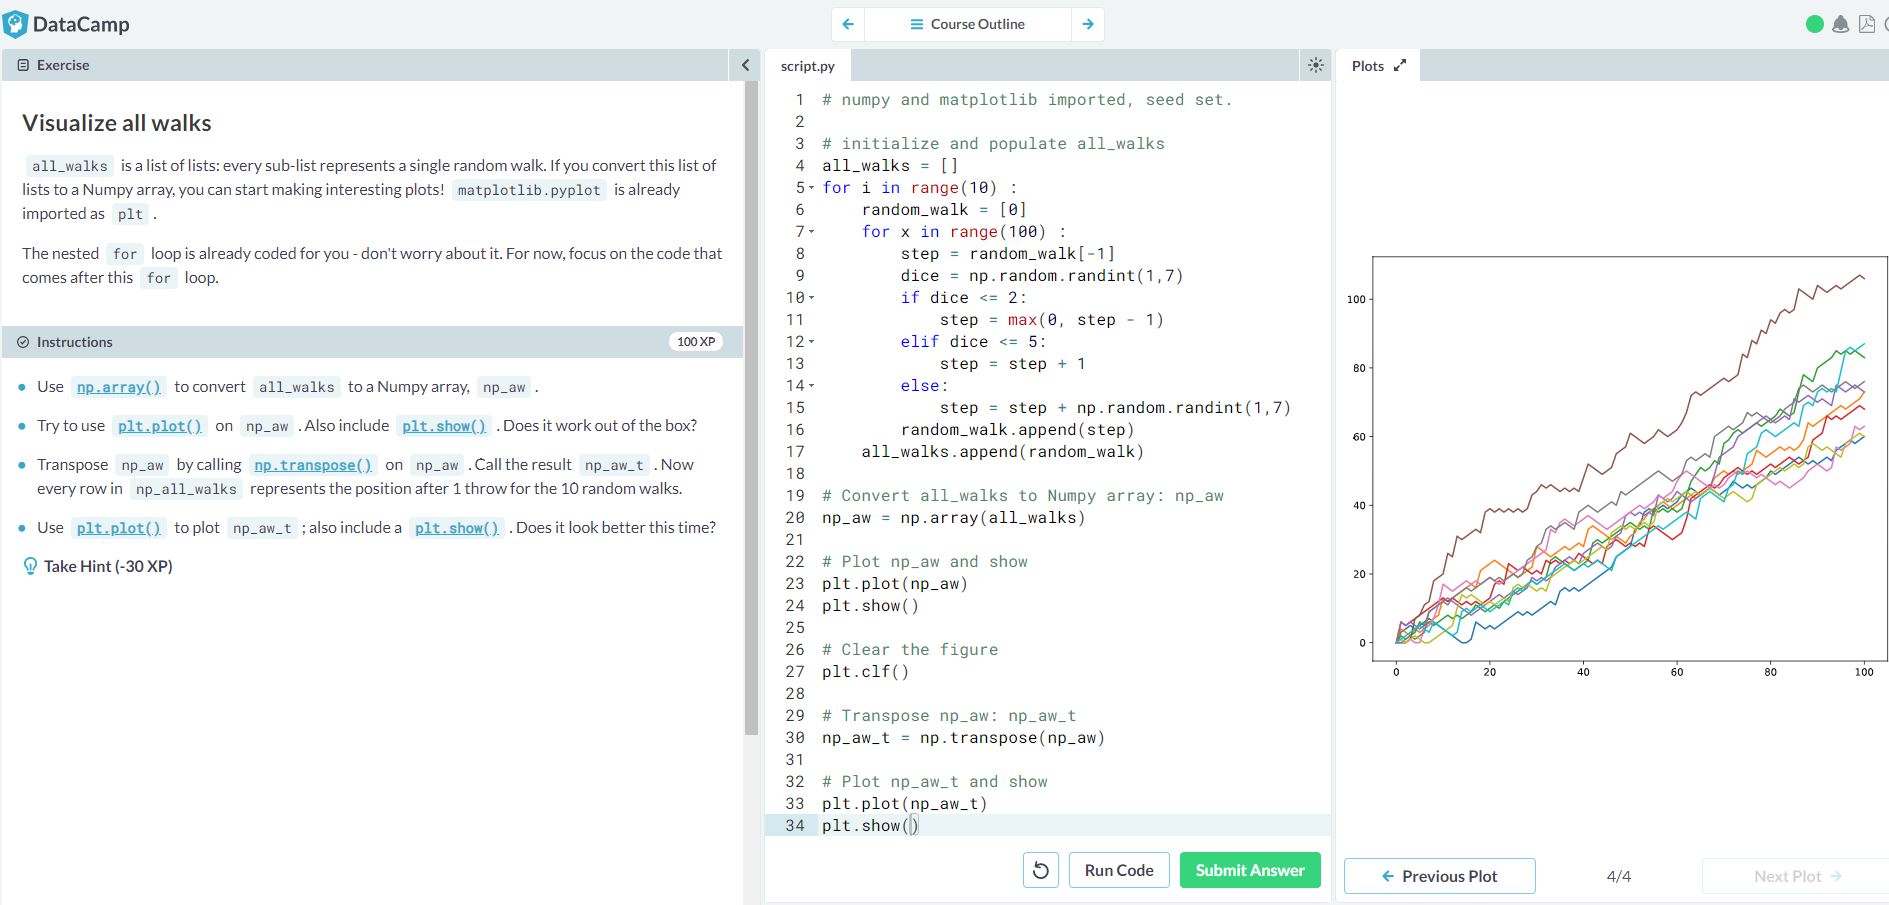 DataCamp
Course Outline
Exercise
Visualize all walks
all_walks is a list of lists: every sub-list represents a single random walk. If you convert this list of
lists to a Numpy array, you can start making interesting plots! matplotlib.pyplot is already
imported as plt .
The nested for loop is already coded for you - don't worry about it. For now, focus on the code that
comes after this for loop.
Instructions
100 XP
Use np.array() to convert all_walks to a Numpy array, np_aw .
Try to use plt.plot() on np_aw . Also include plt.show() . Does it work out of the box?
Transpose np_aw by calling np.transpose() on np_aw . Call the result np_aw_t . Now
every row in np_all_walks represents the position after 1 throw for the 10 random walks.
Use plt.plot() to plot np_aw_t ; also include a plt.show() . Does it look better this time?
Take Hint (-30 XP)
script.py
1 # numpy and matplotlib imported, seed set.
2
3 # initialize and populate all_walks
4 all_walks = []
5 for i in range(10) :
6     random_walk = [0]
7     for x in range(100) :
8         step = random_walk[-1]
9         dice = np.random.randint(1,7)
10         if dice <= 2:
11             step = max(0, step - 1)
12         elif dice <= 5:
13             step = step + 1
14         else:
15             step = step + np.random.randint(1,7)
16         random_walk.append(step)
17     all_walks.append(random_walk)
18
19 # Convert all_walks to Numpy array: np_aw
20 np_aw = np.array(all_walks)
21
22 # Plot np_aw and show
23 plt.plot(np_aw)
24 plt.show()
25
26 # Clear the figure
27 plt.clf()
28
29 # Transpose np_aw: np_aw_t
30 np_aw_t = np.transpose(np_aw)
31
32 # Plot np_aw_t and show
33 plt.plot(np_aw_t)
34 plt.show()
Run Code
Submit Answer
Plots
100
80
60
40
20
0
0 20 40 60 80 100
Previous Plot
4/4
Next Plot